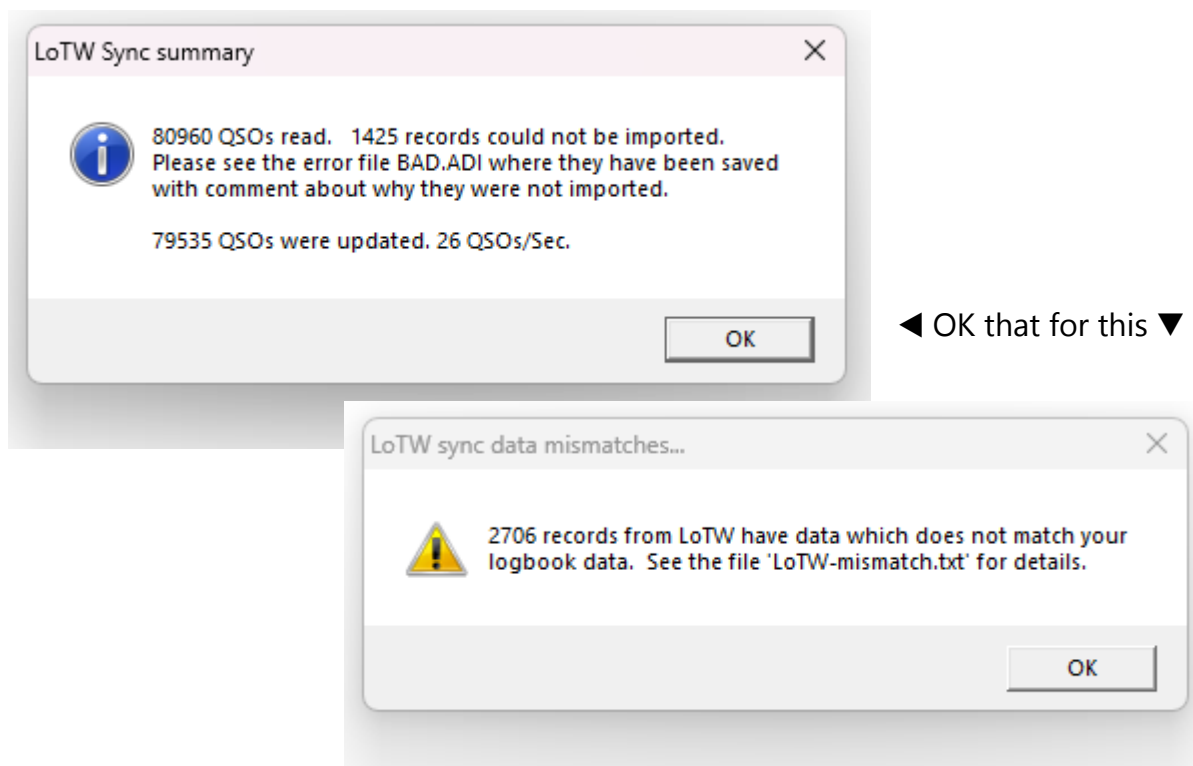 LoTW Sync summary
80960 QSOs read.   1425 records could not be imported.
Please see the error file BAD.ADI where they have been saved
with comment about why they were not imported.
79535 QSOs were updated. 26 QSOs/Sec.
OK
◀ OK that for this ▼
LoTW sync data mismatches...
2706 records from LoTW have data which does not match your
logbook data.  See the file 'LoTW-mismatch.txt' for details.
OK